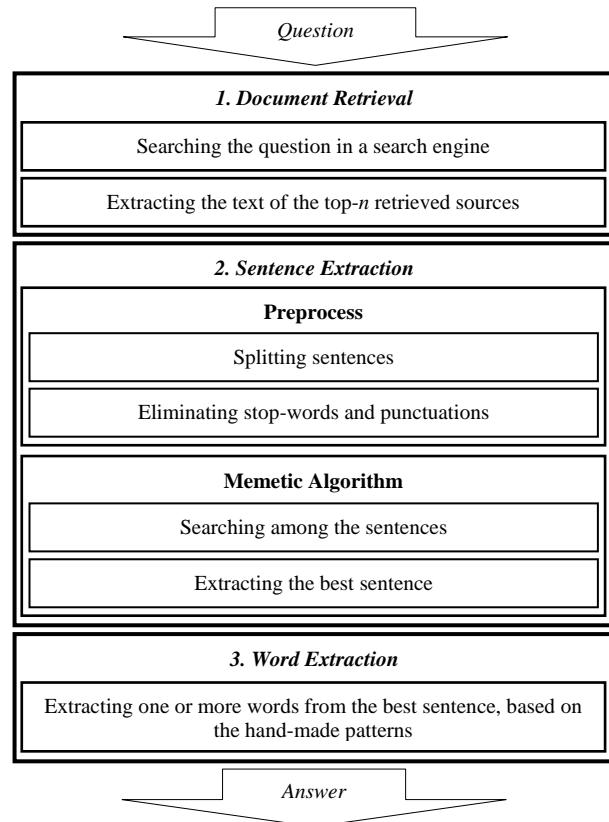 Question
1. Document Retrieval
Searching the question in a search engine
Extracting the text of the top-n retrieved sources
2. Sentence Extraction
Preprocess
Splitting sentences
Eliminating stop-words and punctuations
Memetic Algorithm
Searching among the sentences
Extracting the best sentence
3. Word Extraction
Extracting one or more words from the best sentence, based on
the hand-made patterns
Answer